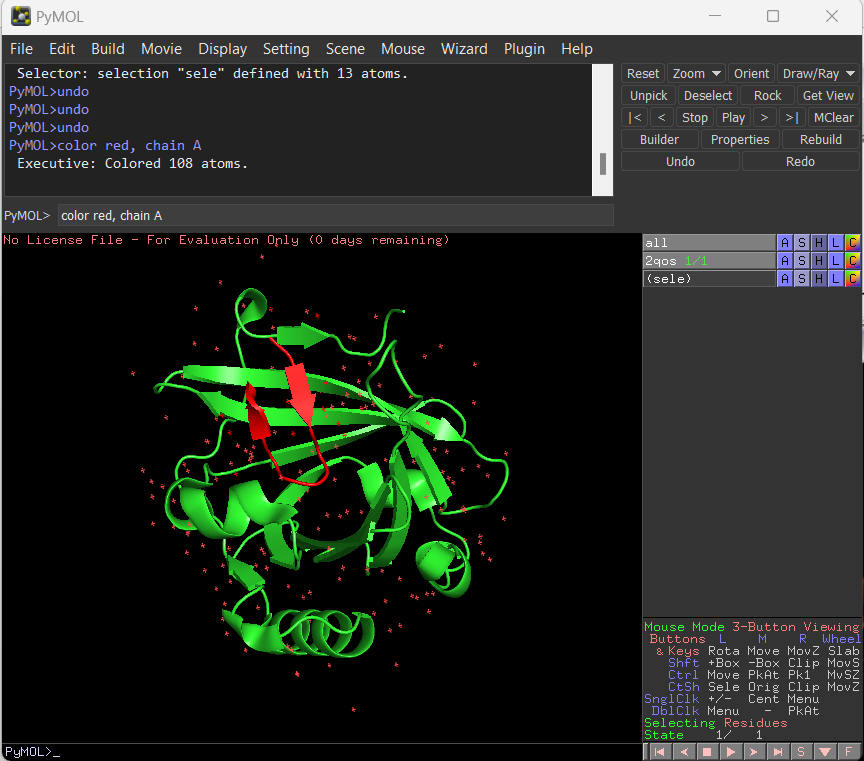 PyMOL
File Edit Build Movie Display Setting Scene Mouse Wizard Plugin Help
Selector: selection "sele" defined with 13 atoms.
PyMOL>undo
PyMOL>undo
PyMOL>undo
PyMOL>color red, chain A
Executive: Colored 108 atoms.
Reset Zoom Orient Draw/Ray
Unpick Deselect Rock Get View
|< < Stop Play > >| MClear
Builder Properties Rebuild
Undo Redo
PyMOL> color red, chain A
No License File - For Evaluation Only (0 days remaining)
all A S H L C
2qos 1/1 A S H L C
(sele) A S H L C
Mouse Mode 3-Button Viewing
Buttons L M R Wheel
& Keys Rota Move MovZ Slab
Shft +Box -Box Clip MovS
Ctrl Move PkAt Pk1 MvSZ
CtSh Sele Orig Clip MovZ
SnglClk +/- Cent Menu
DblClk Menu - PkAt
Selecting Residues
State 1/ 1
PyMOL>_
S F